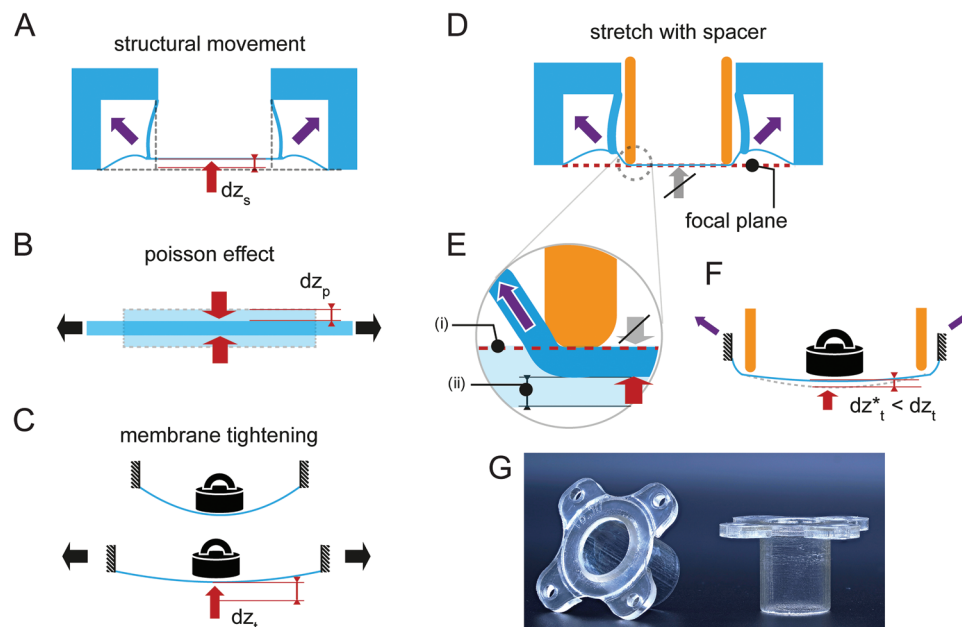 A
structural movement
dzs
B
poisson effect
dzp
C
membrane tightening
dzt
D
stretch with spacer
focal plane
E
(i)
(ii)
F
dz*t < dzt
G